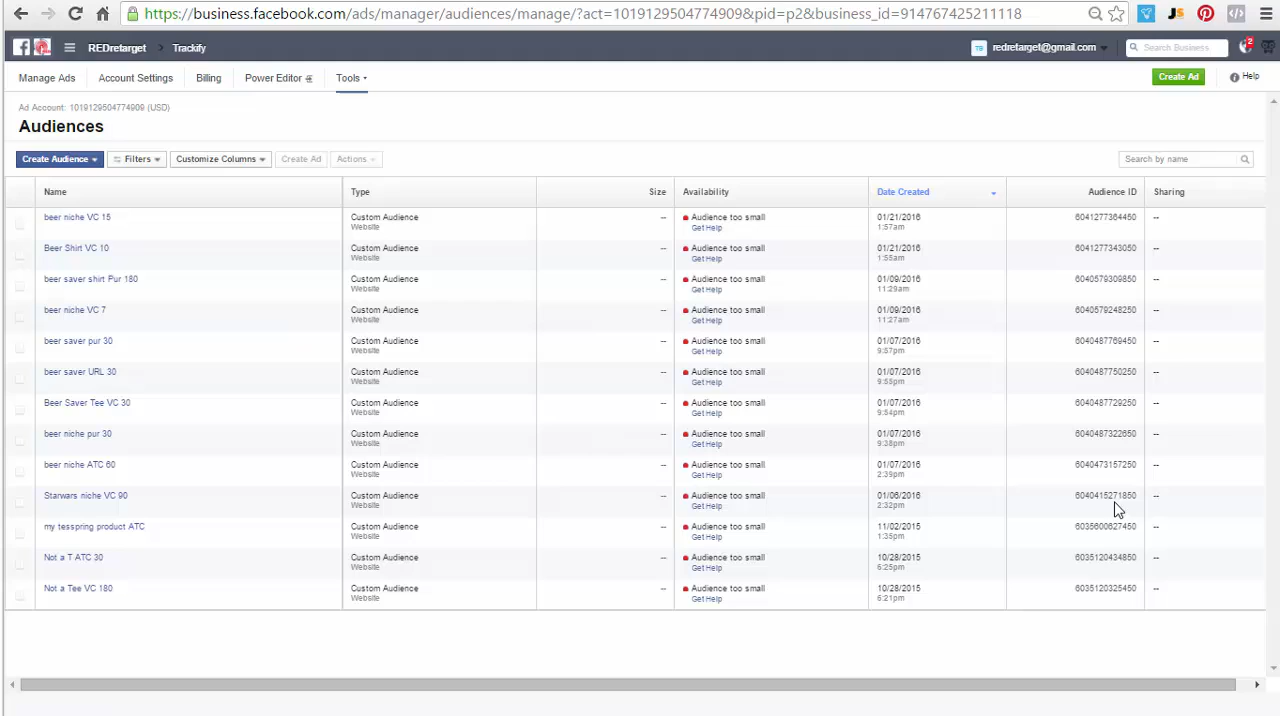 https://business.facebook.com/ads/manager/audiences/manage/?act=1019129504774909&pid=p2&business_id=914767425211118
REDretarget > Trackify
redretarget@gmail.com
Search Business
2
Manage Ads Account Settings Billing Power Editor Tools
Create Ad
Help
Ad Account: 1019129504774909 (USD)
Audiences
Create Audience Filters Customize Columns Create Ad Actions
Search by name
Name Type Size Availability Date Created Audience ID Sharing
beer niche VC 15 Custom Audience -- Audience too small 01/21/2016 6041277364450 --
Website Get Help 1:57am
Beer Shirt VC 10 Custom Audience -- Audience too small 01/21/2016 6041277343050 --
Website Get Help 1:55am
beer saver shirt Pur 180 Custom Audience -- Audience too small 01/09/2016 6040579309850 --
Website Get Help 11:29am
beer niche VC 7 Custom Audience -- Audience too small 01/09/2016 6040579248250 --
Website Get Help 11:27am
beer saver pur 30 Custom Audience -- Audience too small 01/07/2016 6040487769450 --
Website Get Help 9:57pm
beer saver URL 30 Custom Audience -- Audience too small 01/07/2016 6040487750250 --
Website Get Help 9:55pm
Beer Saver Tee VC 30 Custom Audience -- Audience too small 01/07/2016 6040487729250 --
Website Get Help 9:54pm
beer niche pur 30 Custom Audience -- Audience too small 01/07/2016 6040487322650 --
Website Get Help 9:38pm
beer niche ATC 60 Custom Audience -- Audience too small 01/07/2016 6040473157250 --
Website Get Help 2:39pm
Starwars niche VC 90 Custom Audience -- Audience too small 01/06/2016 6040415271850 --
Website Get Help 2:32pm
my tesspring product ATC Custom Audience -- Audience too small 11/02/2015 6035600627450 --
Website Get Help 1:35pm
Not a T ATC 30 Custom Audience -- Audience too small 10/28/2015 6035120434850 --
Website Get Help 6:25pm
Not a Tee VC 180 Custom Audience -- Audience too small 10/28/2015 6035120325450 --
Website Get Help 6:21pm